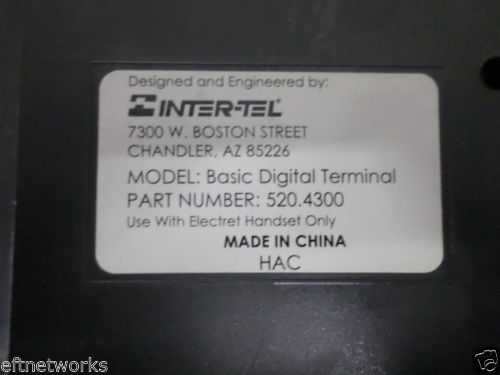 Designed and Engineered by:
INTER-TEL®
7300 W. BOSTON STREET
CHANDLER, AZ 85226
MODEL: Basic Digital Terminal
PART NUMBER: 520.4300
Use With Electret Handset Only
MADE IN CHINA
HAC
eftnetworks